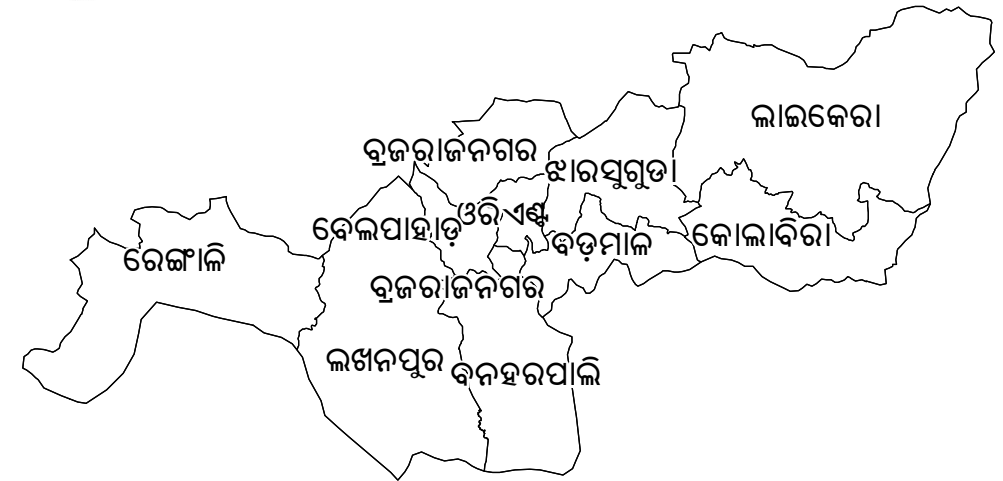 ଲାଇକେରା
ବ୍ରଜରାଜନଗର
ଝାରସୁଗୁଡା
ଓରିଏଣ୍ଟ
ବେଲପାହାଡ଼
କୋଲାବିରା
ବଡ଼ମାଳ
ରେଙ୍ଗାଳି
ବ୍ରଜରାଜନଗର
ଲଖନପୁର
ବନହରପାଲି